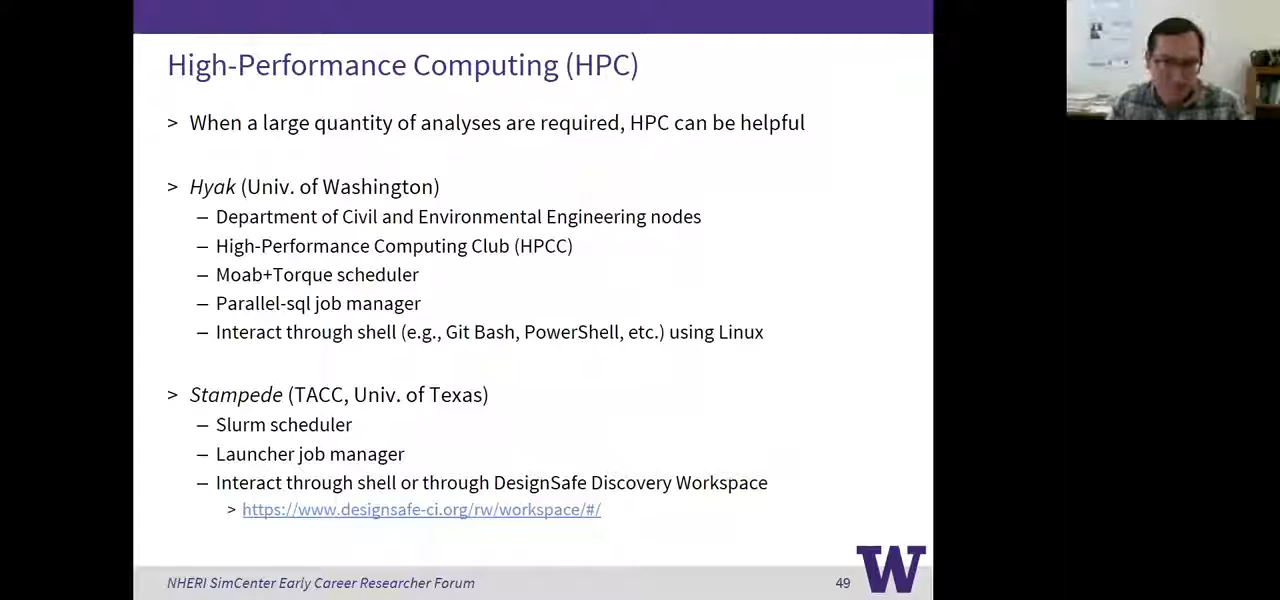 High-Performance Computing (HPC)
> When a large quantity of analyses are required, HPC can be helpful
> Hyak (Univ. of Washington)
– Department of Civil and Environmental Engineering nodes
– High-Performance Computing Club (HPCC)
– Moab+Torque scheduler
– Parallel-sql job manager
– Interact through shell (e.g., Git Bash, PowerShell, etc.) using Linux
> Stampede (TACC, Univ. of Texas)
– Slurm scheduler
– Launcher job manager
– Interact through shell or through DesignSafe Discovery Workspace
> https://www.designsafe-ci.org/rw/workspace/#/
NHERI SimCenter Early Career Researcher Forum
49
W